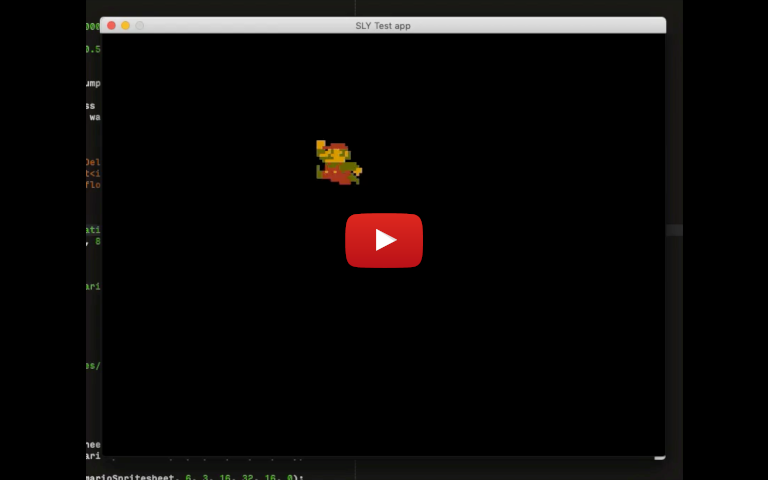 SLY Test app
000
0.5
ump
ss
wa
Del
t<i
flo
ati
, 8
ari
es/
hee
ari
marioSpritesheet, 6, 3, 16, 32, 16, 0);